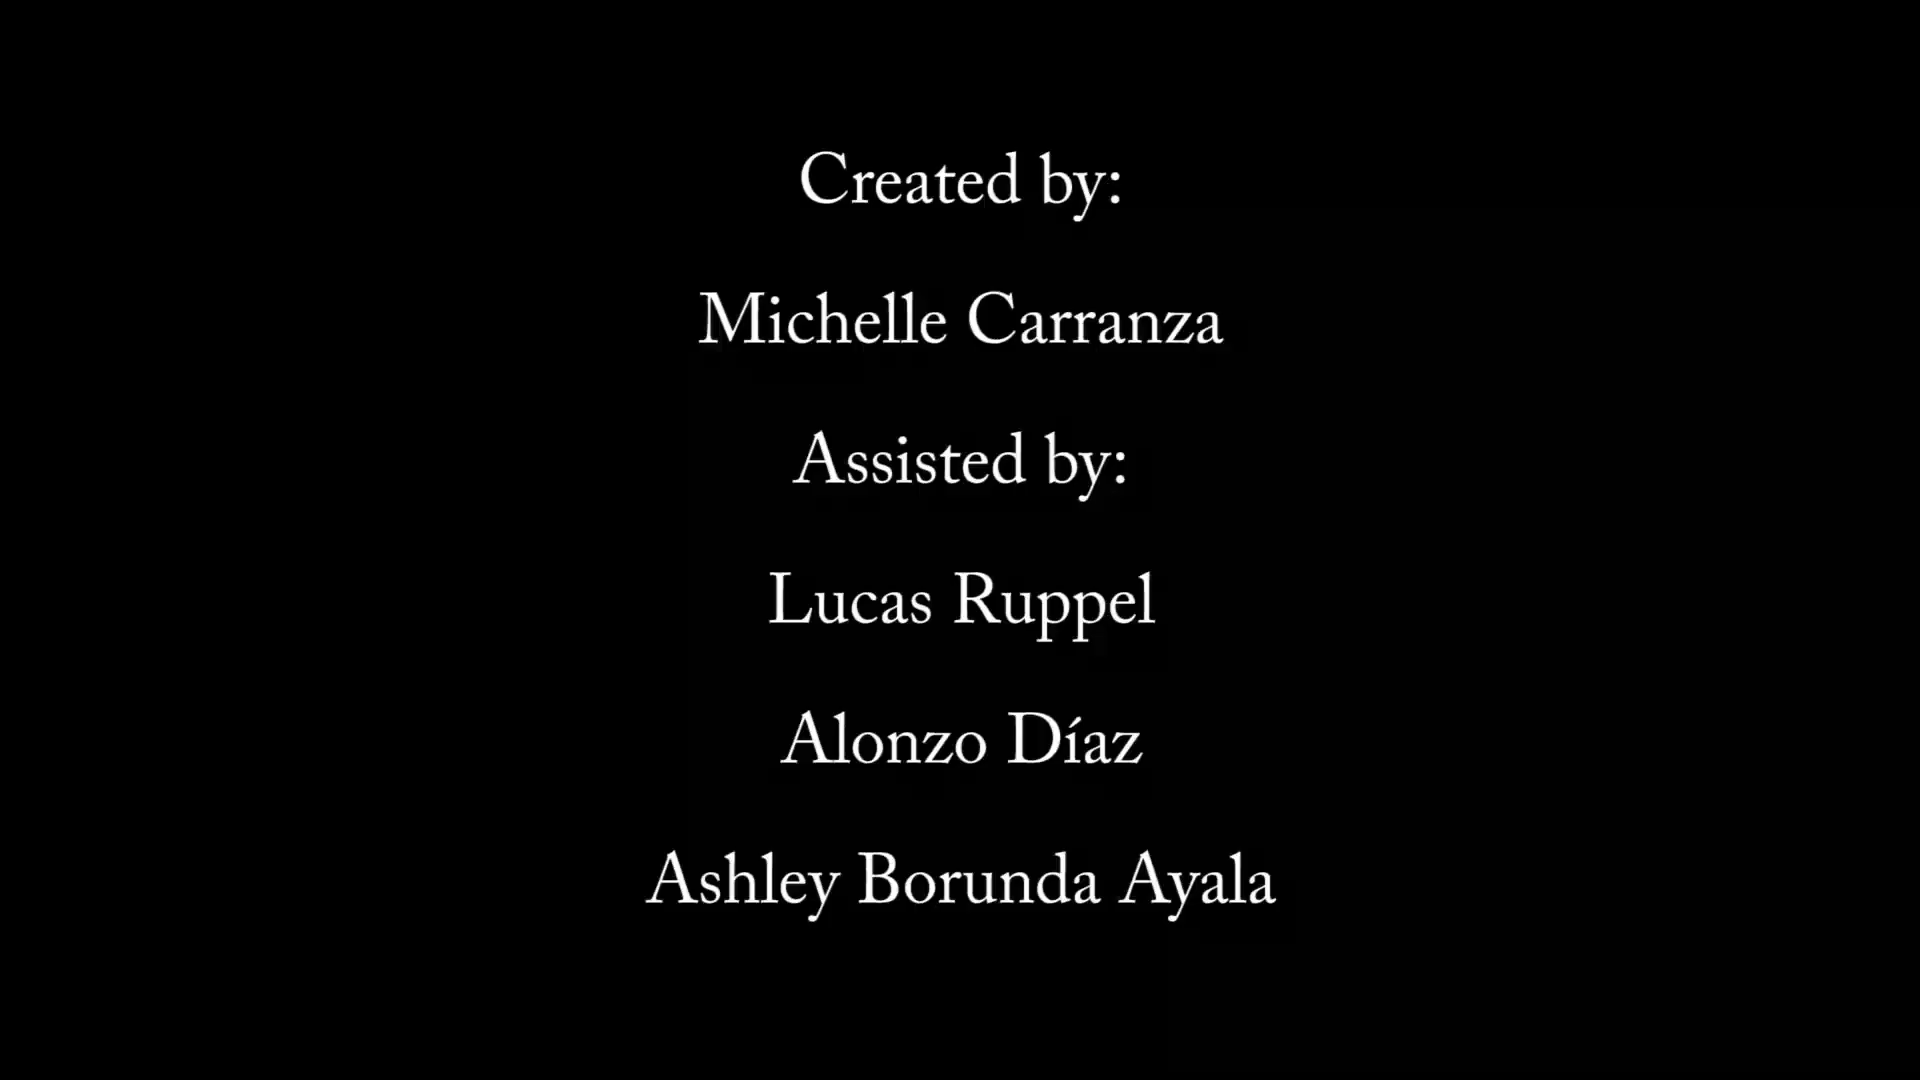 Created by:
Michelle Carranza
Assisted by:
Lucas Ruppel
Alonzo Díaz
Ashley Borunda Ayala